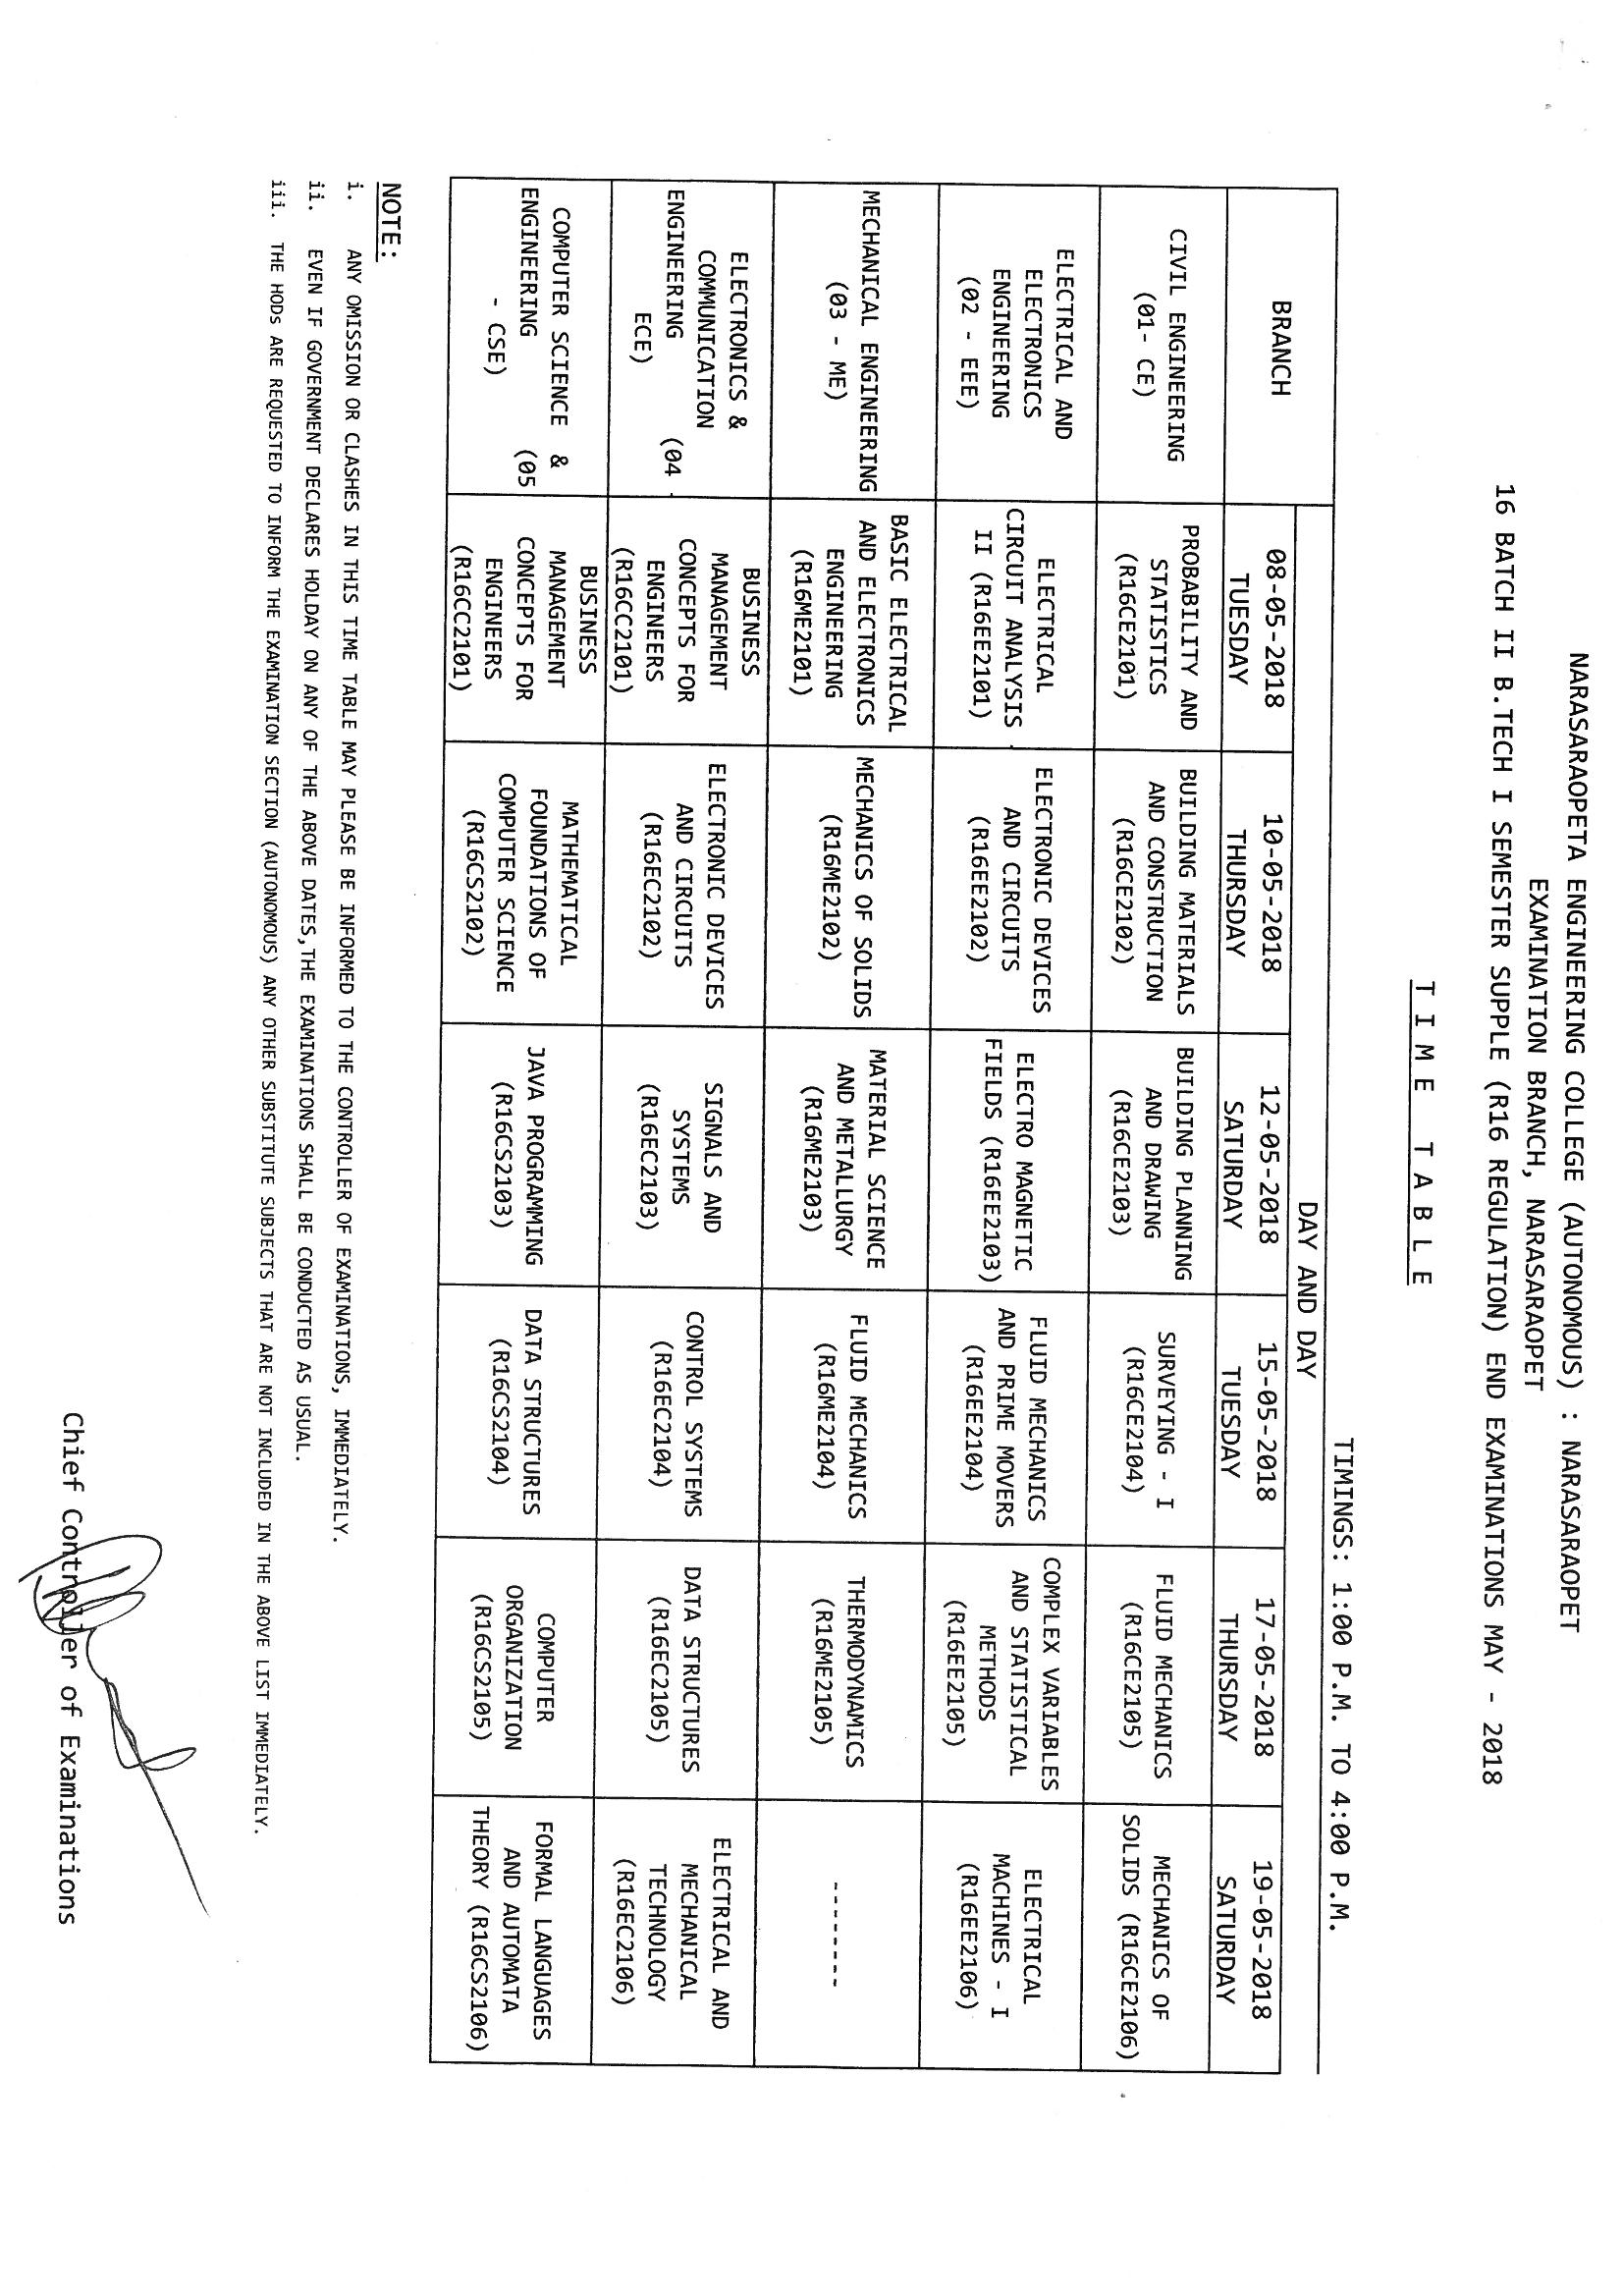 NARASARAOPETA ENGINEERING COLLEGE (AUTONOMOUS) : NARASARAOPET
EXAMINATION BRANCH, NARASARAOPET
16 BATCH II B.TECH I SEMESTER SUPPLE (R16 REGULATION) END EXAMINATIONS MAY - 2018
T I M E  T A B L E
TIMINGS: 1:00 P.M. TO 4:00 P.M.
BRANCH
DAY AND DAY
08-05-2018
TUESDAY
10-05-2018
THURSDAY
12-05-2018
SATURDAY
15-05-2018
TUESDAY
17-05-2018
THURSDAY
19-05-2018
SATURDAY
CIVIL ENGINEERING
(01- CE)
PROBABILITY AND
STATISTICS
(R16CE2101)
BUILDING MATERIALS
AND CONSTRUCTION
(R16CE2102)
BUILDING PLANNING
AND DRAWING
(R16CE2103)
SURVEYING - I
(R16CE2104)
FLUID MECHANICS
(R16CE2105)
MECHANICS OF
SOLIDS (R16CE2106)
ELECTRICAL AND
ELECTRONICS
ENGINEERING
(02 - EEE)
ELECTRICAL
CIRCUIT ANALYSIS
II (R16EE2101)
ELECTRONIC DEVICES
AND CIRCUITS
(R16EE2102)
ELECTRO MAGNETIC
FIELDS (R16EE2103)
FLUID MECHANICS
AND PRIME MOVERS
(R16EE2104)
COMPLEX VARIABLES
AND STATISTICAL
METHODS
(R16EE2105)
ELECTRICAL
MACHINES - I
(R16EE2106)
MECHANICAL ENGINEERING
(03 - ME)
BASIC ELECTRICAL
AND ELECTRONICS
ENGINEERING
(R16ME2101)
MECHANICS OF SOLIDS
(R16ME2102)
MATERIAL SCIENCE
AND METALLURGY
(R16ME2103)
FLUID MECHANICS
(R16ME2104)
THERMODYNAMICS
(R16ME2105)
--------
ELECTRONICS &
COMMUNICATION
ENGINEERING (04 -
ECE)
BUSINESS
MANAGEMENT
CONCEPTS FOR
ENGINEERS
(R16CC2101)
ELECTRONIC DEVICES
AND CIRCUITS
(R16EC2102)
SIGNALS AND
SYSTEMS
(R16EC2103)
CONTROL SYSTEMS
(R16EC2104)
DATA STRUCTURES
(R16EC2105)
ELECTRICAL AND
MECHANICAL
TECHNOLOGY
(R16EC2106)
COMPUTER SCIENCE &
ENGINEERING (05
- CSE)
BUSINESS
MANAGEMENT
CONCEPTS FOR
ENGINEERS
(R16CC2101)
MATHEMATICAL
FOUNDATIONS OF
COMPUTER SCIENCE
(R16CS2102)
JAVA PROGRAMMING
(R16CS2103)
DATA STRUCTURES
(R16CS2104)
COMPUTER
ORGANIZATION
(R16CS2105)
FORMAL LANGUAGES
AND AUTOMATA
THEORY (R16CS2106)
NOTE:
i. ANY OMISSION OR CLASHES IN THIS TIME TABLE MAY PLEASE BE INFORMED TO THE CONTROLLER OF EXAMINATIONS, IMMEDIATELY.
ii. EVEN IF GOVERNMENT DECLARES HOLDAY ON ANY OF THE ABOVE DATES,THE EXAMINATIONS SHALL BE CONDUCTED AS USUAL.
iii. THE HODs ARE REQUESTED TO INFORM THE EXAMINATION SECTION (AUTONOMOUS) ANY OTHER SUBSTITUTE SUBJECTS THAT ARE NOT INCLUDED IN THE ABOVE LIST IMMEDIATELY.
Chief Controller of Examinations